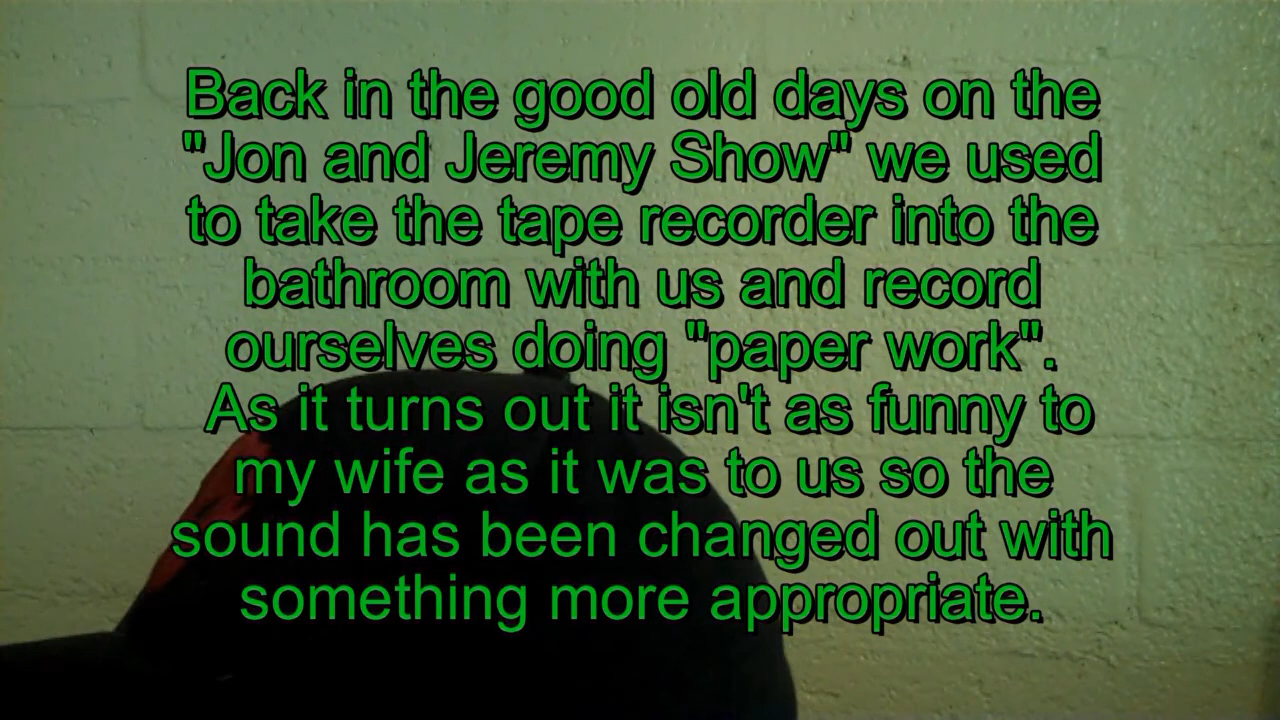 Back in the good old days on the
"Jon and Jeremy Show" we used
to take the tape recorder into the
bathroom with us and record
ourselves doing "paper work".
As it turns out it isn't as funny to
my wife as it was to us so the
sound has been changed out with
something more appropriate.